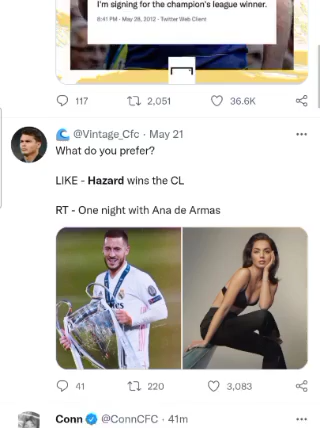 I'm signing for the champion's league winner.
8:41 PM · May 28, 2012 · Twitter Web Client
117 2,051 36.6K
@Vintage_Cfc · May 21
What do you prefer?
LIKE - Hazard wins the CL
RT - One night with Ana de Armas
41 220 3,083
Conn @ConnCFC · 41m